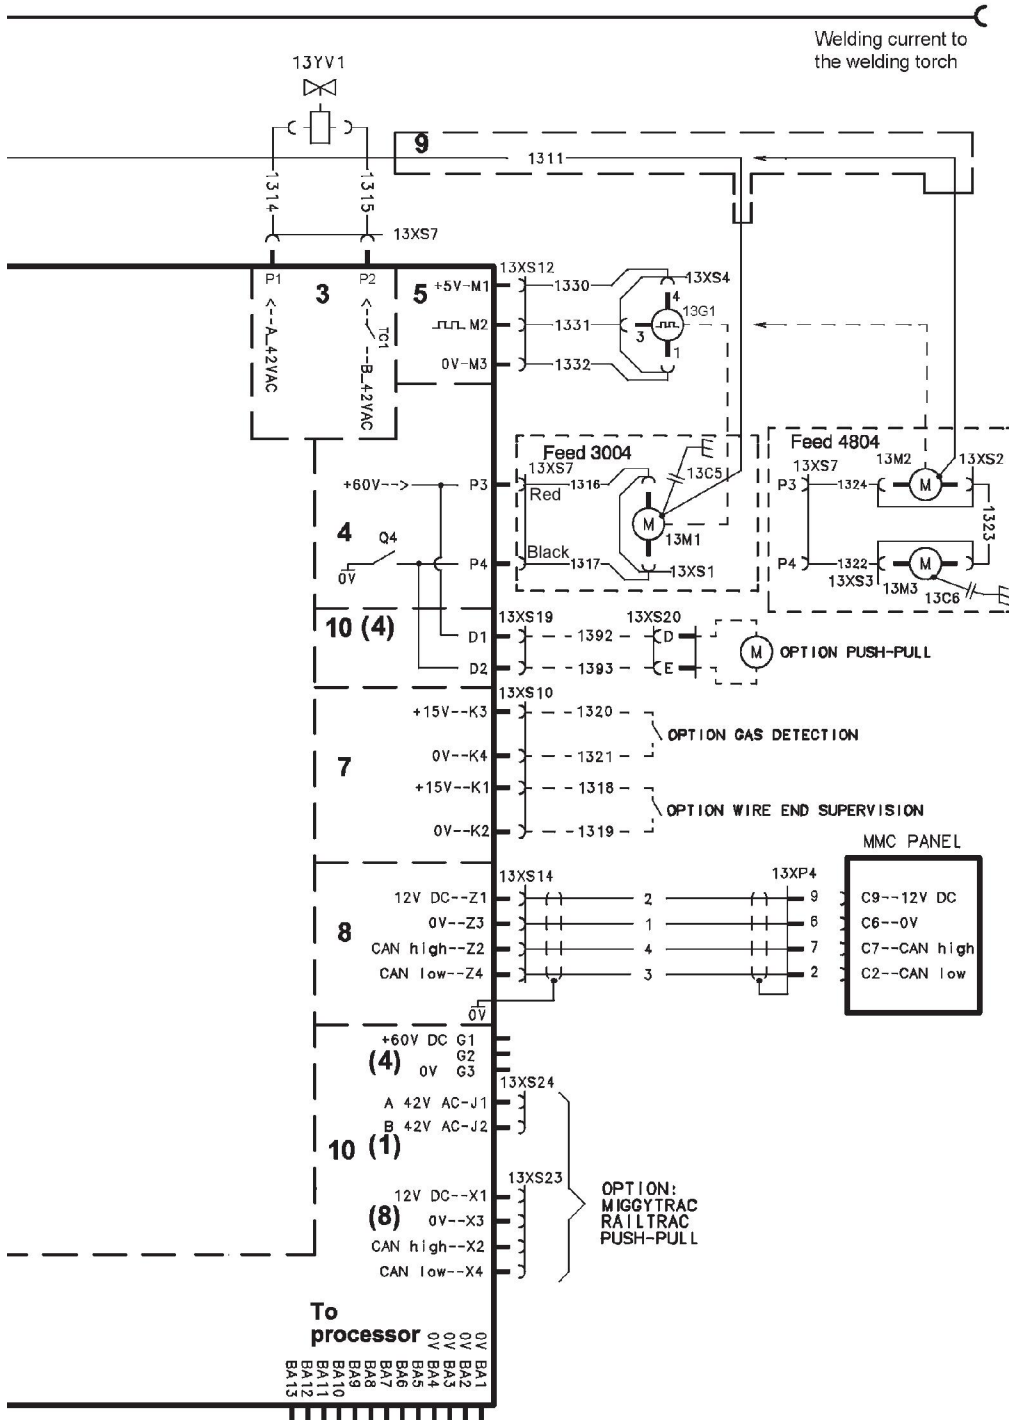 Welding current to
the welding torch
13YV1
9
1311
1314
1315
13XS7
P1
3
P2
5
<--A_42VAC
<-- TC1 --B_42VAC
13XS12
+5V-M1
1330
13XS4
4
M2
1331
3
13G1
0V-M3
1332
1
Feed 3004
Feed 4804
+60V-->
P3
13XS7
1316
Red
13C5
P3
13XS7
1324
13M2
13XS2
M
4
Q4
M
13M1
1323
0V
P4
Black
1317
13XS1
P4
1322
13XS3
M
13M3
13C6
10 (4)
13XS19
13XS20
D1
1392
D
D2
1393
E
M
OPTION PUSH-PULL
13XS10
+15V--K3
1320
OPTION GAS DETECTION
0V--K4
1321
7
+15V--K1
1318
OPTION WIRE END SUPERVISION
0V--K2
1319
MMC PANEL
13XS14
13XP4
12V DC--Z1
2
9
C9--12V DC
8
0V--Z3
1
6
C6--0V
CAN high--Z2
4
7
C7--CAN high
CAN low--Z4
3
2
C2--CAN low
0V
+60V DC G1
(4)
G2
0V G3
13XS24
A 42V AC-J1
B 42V AC-J2
10 (1)
13XS23
12V DC--X1
(8)
0V--X3
CAN high--X2
CAN low--X4
OPTION:
MIGGYTRAC
RAILTRAC
PUSH-PULL
To
processor
0V 0V 0V 0V
BA13 BA12 BA11 BA10 BA9 BA8 BA7 BA6 BA5 BA4 BA3 BA2 BA1